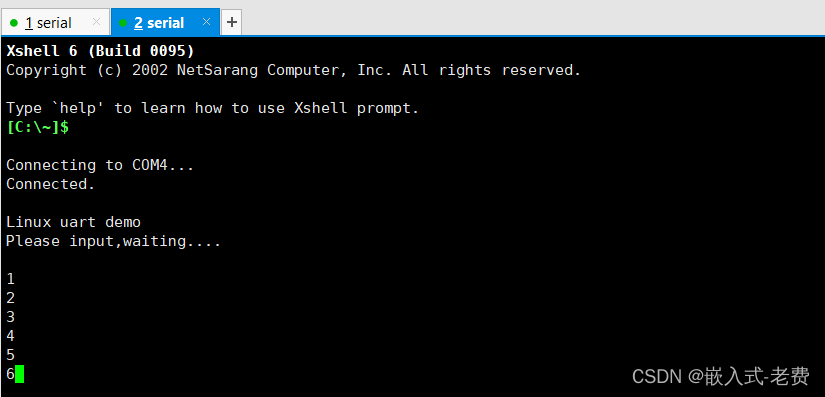 1 serial
2 serial
+
Xshell 6 (Build 0095)
Copyright (c) 2002 NetSarang Computer, Inc. All rights reserved.
Type `help' to learn how to use Xshell prompt.
[C:\~]$
Connecting to COM4...
Connected.
Linux uart demo
Please input,waiting....
1
2
3
4
5
6
CSDN @嵌入式-老费